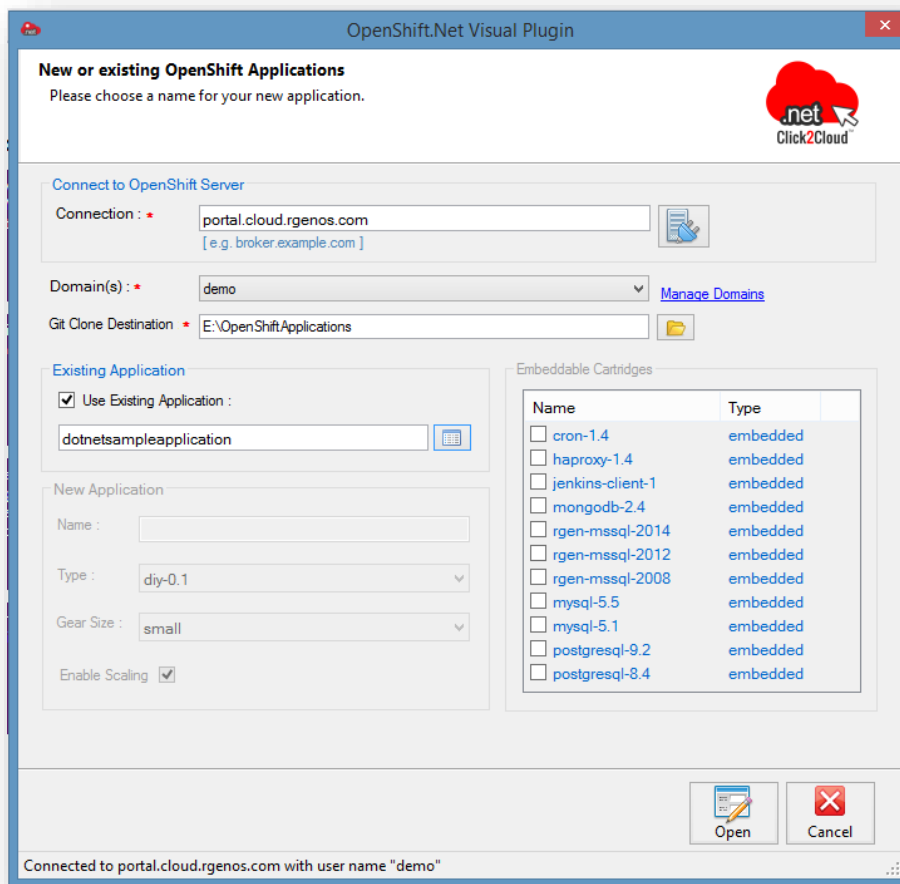 OpenShift.Net Visual Plugin
New or existing OpenShift Applications
Please choose a name for your new application.
.net
Click2Cloud
Connect to OpenShift Server
Connection : * portal.cloud.rgenos.com
[ e.g. broker.example.com ]
Domain(s) : * demo Manage Domains
Git Clone Destination * E:\OpenShiftApplications
Existing Application
Use Existing Application :
dotnetsampleapplication
New Application
Name :
Type : diy-0.1
Gear Size : small
Enable Scaling
Embeddable Cartridges
Name Type
cron-1.4 embedded
haproxy-1.4 embedded
jenkins-client-1 embedded
mongodb-2.4 embedded
rgen-mssql-2014 embedded
rgen-mssql-2012 embedded
rgen-mssql-2008 embedded
mysql-5.5 embedded
mysql-5.1 embedded
postgresql-9.2 embedded
postgresql-8.4 embedded
Open Cancel
Connected to portal.cloud.rgenos.com with user name "demo"